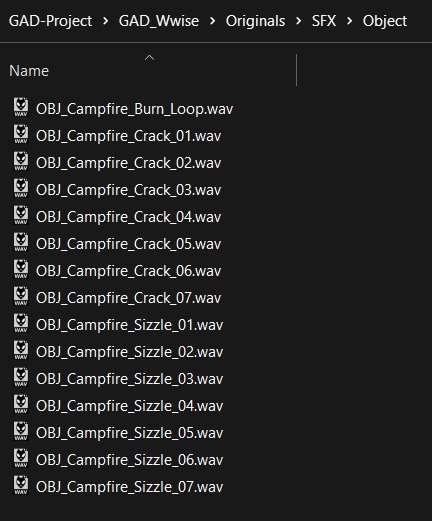 GAD-Project > GAD_Wwise > Originals > SFX > Object
Name
OBJ_Campfire_Burn_Loop.wav
OBJ_Campfire_Crack_01.wav
OBJ_Campfire_Crack_02.wav
OBJ_Campfire_Crack_03.wav
OBJ_Campfire_Crack_04.wav
OBJ_Campfire_Crack_05.wav
OBJ_Campfire_Crack_06.wav
OBJ_Campfire_Crack_07.wav
OBJ_Campfire_Sizzle_01.wav
OBJ_Campfire_Sizzle_02.wav
OBJ_Campfire_Sizzle_03.wav
OBJ_Campfire_Sizzle_04.wav
OBJ_Campfire_Sizzle_05.wav
OBJ_Campfire_Sizzle_06.wav
OBJ_Campfire_Sizzle_07.wav